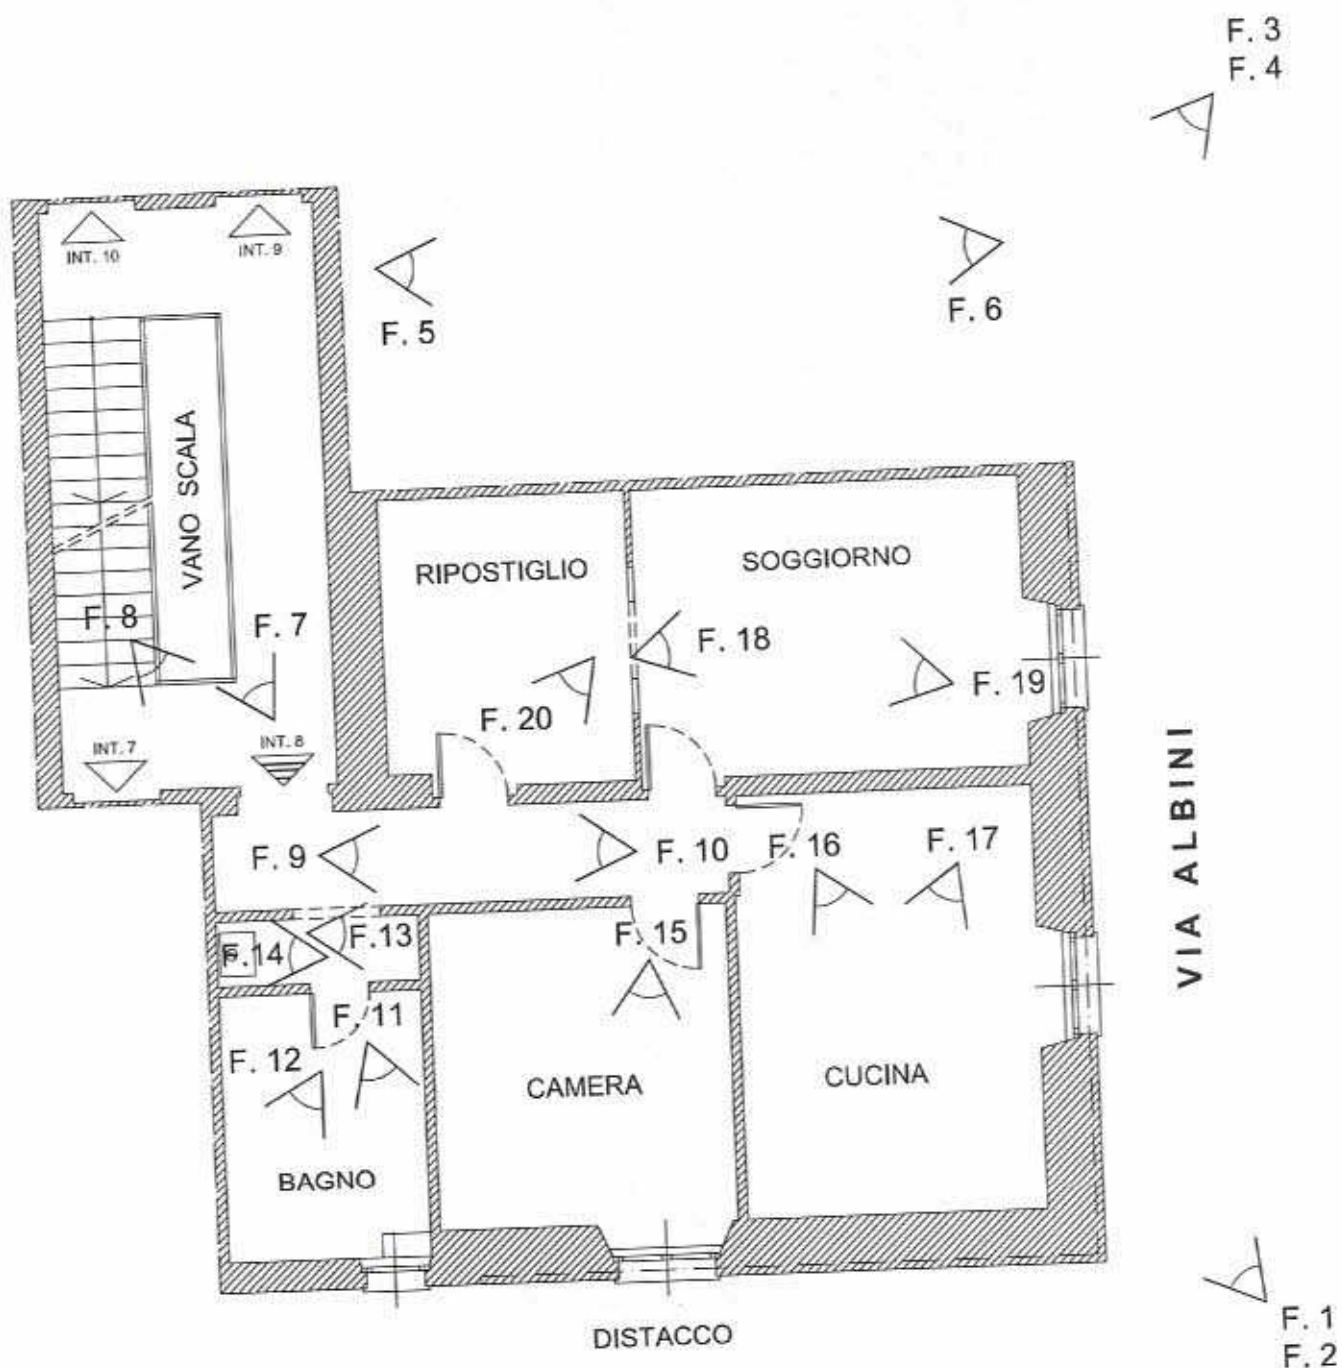 F. 3
F. 4
INT. 10
INT. 9
F. 5
F. 6
VANO SCALA
RIPOSTIGLIO
SOGGIORNO
F. 8
F. 7
F. 18
F. 19
F. 20
INT. 7
INT. 8
VIA ALBINI
F. 9
F. 10
F. 16
F. 17
F.13
F.14
F. 15
F. 11
F. 12
CAMERA
CUCINA
BAGNO
DISTACCO
F. 1
F. 2